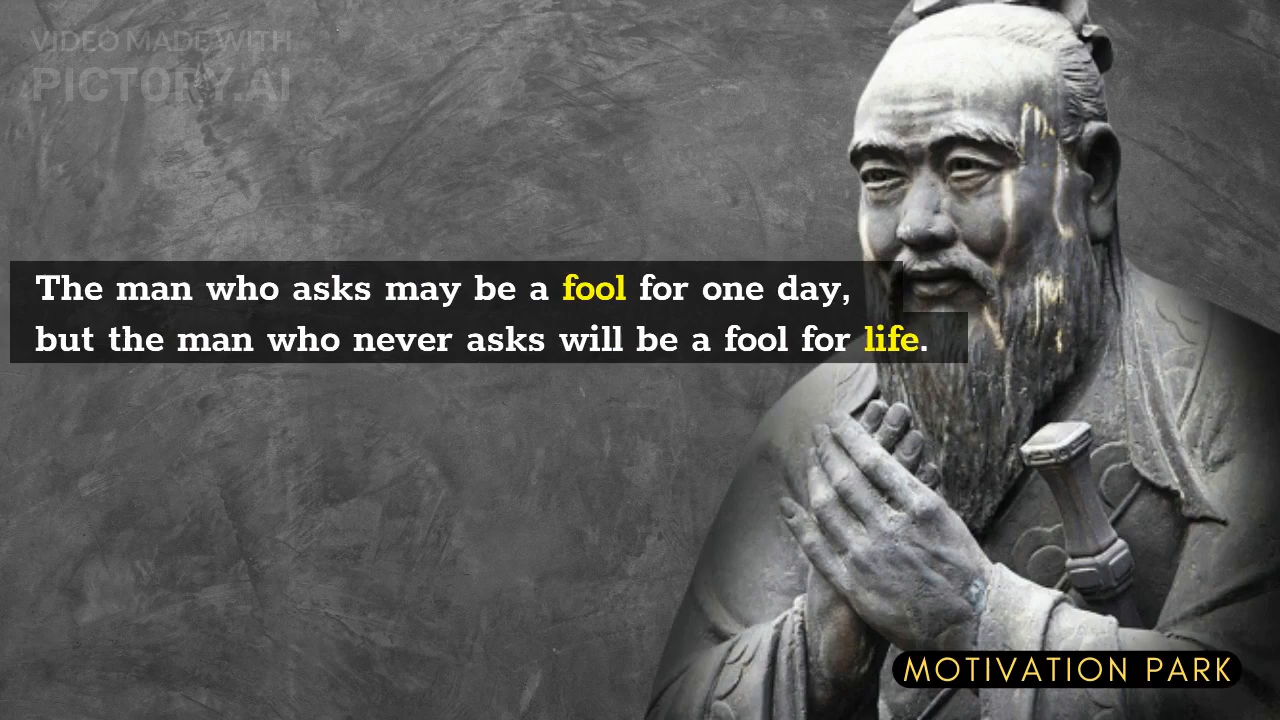 VIDEO MADE WITH
PICTORY.AI
The man who asks may be a fool for one day,
but the man who never asks will be a fool for life.
MOTIVATION PARK